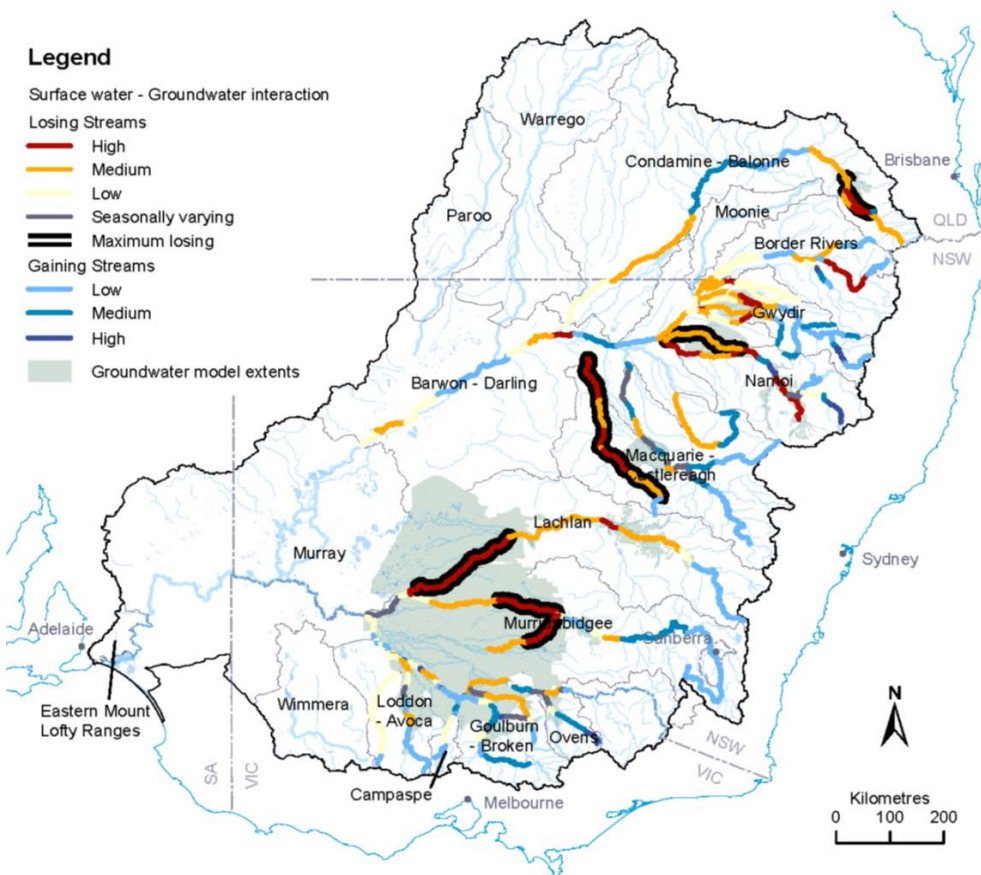 Legend
Surface water - Groundwater interaction
Losing Streams
High
Medium
Low
Seasonally varying
Maximum losing
Gaining Streams
Low
Medium
High
Groundwater model extents
Warrego
Condamine - Balonne
Brisbane
Paroo
Moonie
QLD
NSW
Border Rivers
Gwydir
Barwon - Darling
Namoi
Macquarie -
Castlereagh
Lachlan
Murray
Sydney
Murrumbidgee
Adelaide
Canberra
Eastern Mount
Lofty Ranges
Wimmera
Loddon
- Avoca
Goulburn
- Broken
Ovens
N
NSW
VIC
SA
VIC
Campaspe
Melbourne
Kilometres
0 100 200